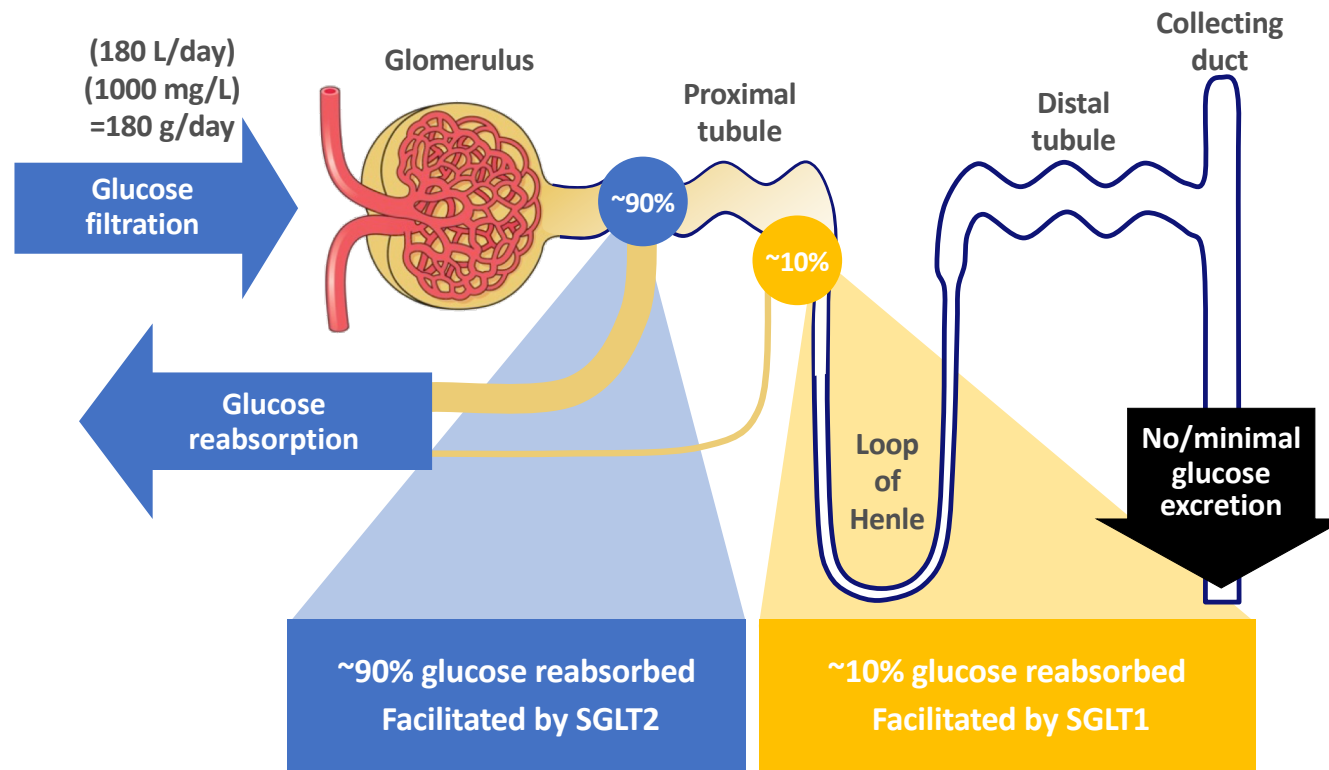 (180 L/day)
(1000 mg/L)
=180 g/day
Glucose
filtration
Glomerulus
Proximal
tubule
Distal
tubule
Collecting
duct
~90%
~10%
Glucose
reabsorption
Loop
of
Henle
No/minimal
glucose
excretion
~90% glucose reabsorbed
Facilitated by SGLT2
~10% glucose reabsorbed
Facilitated by SGLT1